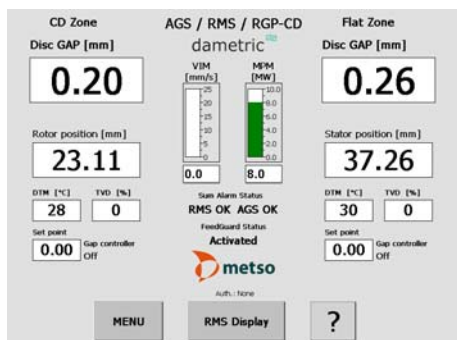 CD Zone
AGS / RMS / RGP-CD
Flat Zone
Disc GAP [mm]
dametric
Disc GAP [mm]
0.20
VIM
[mm/s]
MPM
[MW]
0.26
25
20
15
10
5
0
10.0
8.0
6.0
4.0
2.0
0.0
Rotor position [mm]
23.11
Stator position [mm]
37.26
0.0
8.0
DTM [°C]
TVD [%]
28
0
Sum Alarm Status
RMS OK AGS OK
DTM [°C]
TVD [%]
30
0
FeedGuard Status
Activated
Set point
0.00
Gap controller
Off
Set point
0.00
Gap controller
Off
metso
Auth.: None
MENU
RMS Display
?